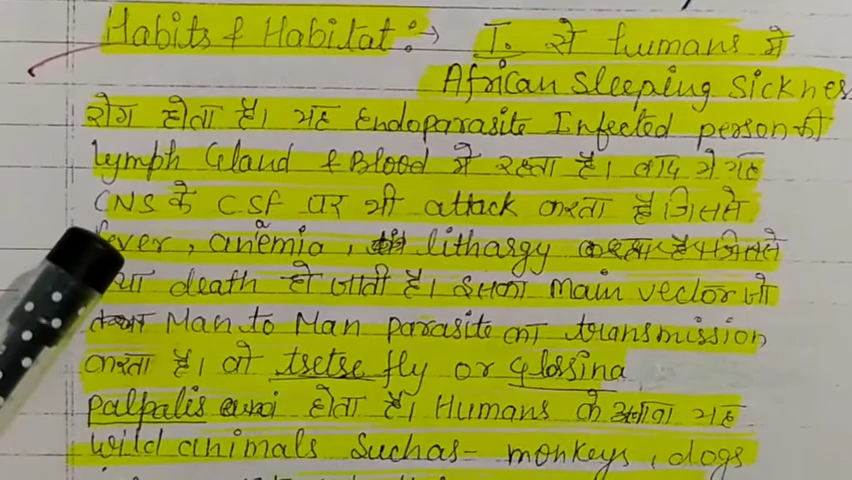 Habits & Habitat :→ T. से humans में
African Sleeping Sicknes
रोग होता है। यह Endoparasite Infected person की
Lymph Gland & Blood में रहता है। बाद में यह
CNS के CSF पर भी attack करता है जिससे
fever, anemia, lithargy
death हो जाती है। इसका main vector जो
Man to Man parasite का transmission
करता है। वो tsetse fly or Glossina
palpalis होता है। Humans के अलावा यह
wild animals Such as - monkeys, dogs